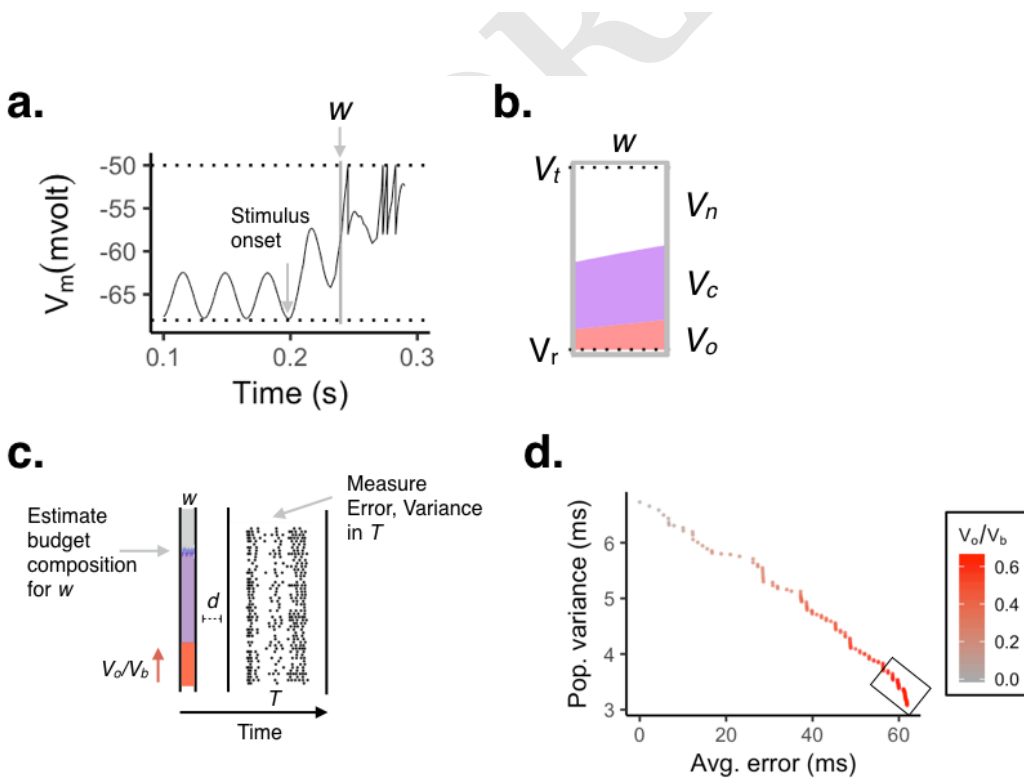 a.
w
-50
-55
-60
-65
Vm(mvolt)
Stimulus
onset
0.1
0.2
0.3
Time (s)
b.
w
Vt
Vn
Vc
Vo
Vr
c.
w
Estimate
budget
composition
for w
d
Vo/Vb
T
Time
Measure
Error, Variance
in T
d.
Pop. variance (ms)
6
5
4
3
0
20
40
60
Avg. error (ms)
Vo/Vb
0.6
0.4
0.2
0.0